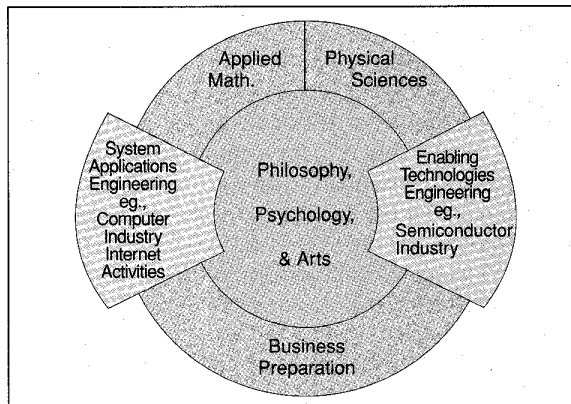 Applied
Math.
Physical
Sciences
System
Applications
Engineering
eg.,
Computer
Industry
Internet
Activities
Philosophy,
Psychology,
& Arts
Enabling
Technologies
Engineering
eg.,
Semiconductor
Industry
Business
Preparation